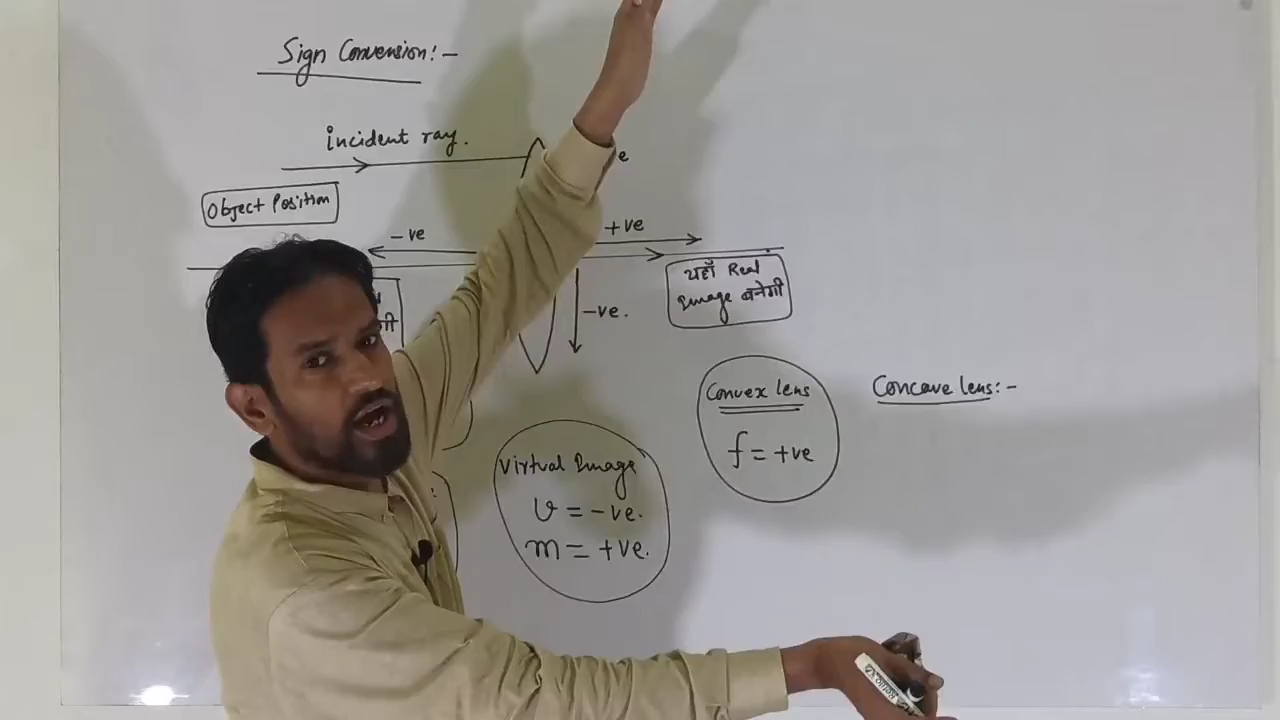 Sign Convension:-
incident ray.
Object Position
-ve
+ve
यहाँ Real
Image बनेगी
-ve.
Convex lens
f = +ve
Concave lens:-
Virtual Image
v = -ve.
m = +ve.